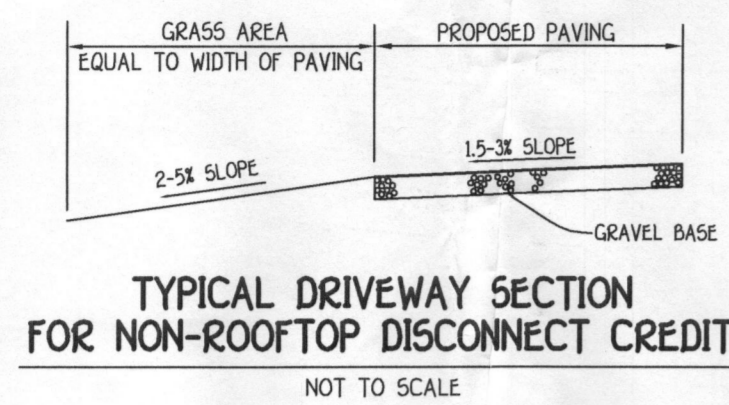 GRASS AREA
EQUAL TO WIDTH OF PAVING
PROPOSED PAVING
2-5% SLOPE
1.5-3% SLOPE
GRAVEL BASE
TYPICAL DRIVEWAY SECTION
FOR NON-ROOFTOP DISCONNECT CREDIT
NOT TO SCALE